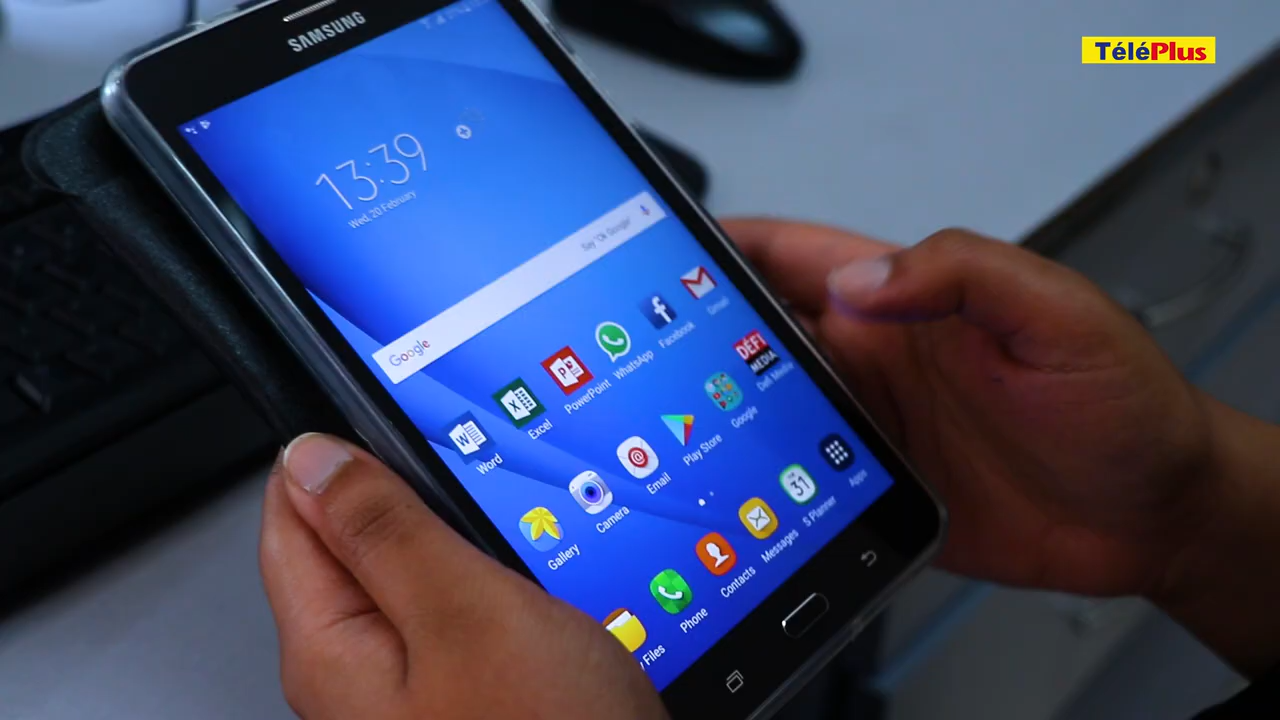 TéléPlus
SAMSUNG
13:39
Wed, 20 February
Say "Ok Google"
Google
Word
Excel
PowerPoint
WhatsApp
Facebook
Gmail
Gallery
Camera
Email
Play Store
Google
DÉFI
MEDIA
Defi Media
Files
Phone
Contacts
Messages
31
S Planner
Apps